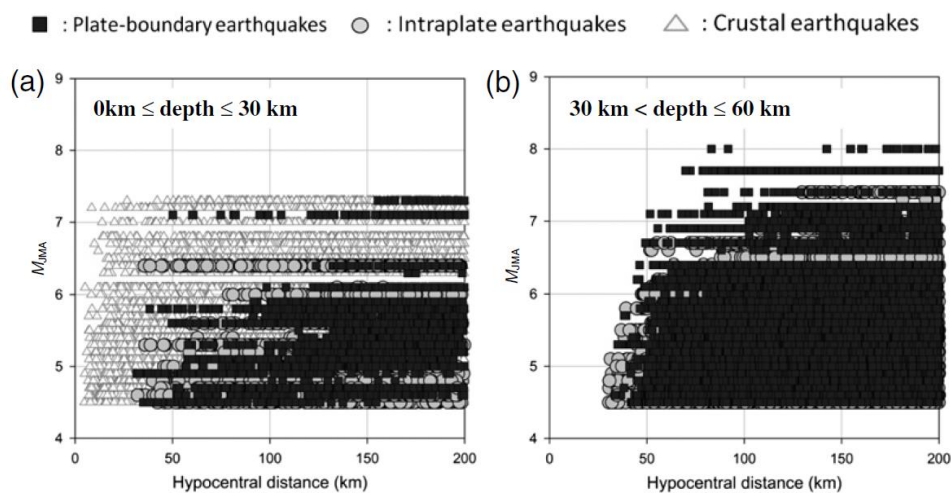 ■ : Plate-boundary earthquakes ○ : Intraplate earthquakes △ : Crustal earthquakes
(a)
0km ≤ depth ≤ 30 km
9
8
7
6
5
4
M_JMA
0 50 100 150 200
Hypocentral distance (km)
(b)
30 km < depth ≤ 60 km
9
8
7
6
5
4
M_JMA
0 50 100 150 200
Hypocentral distance (km)